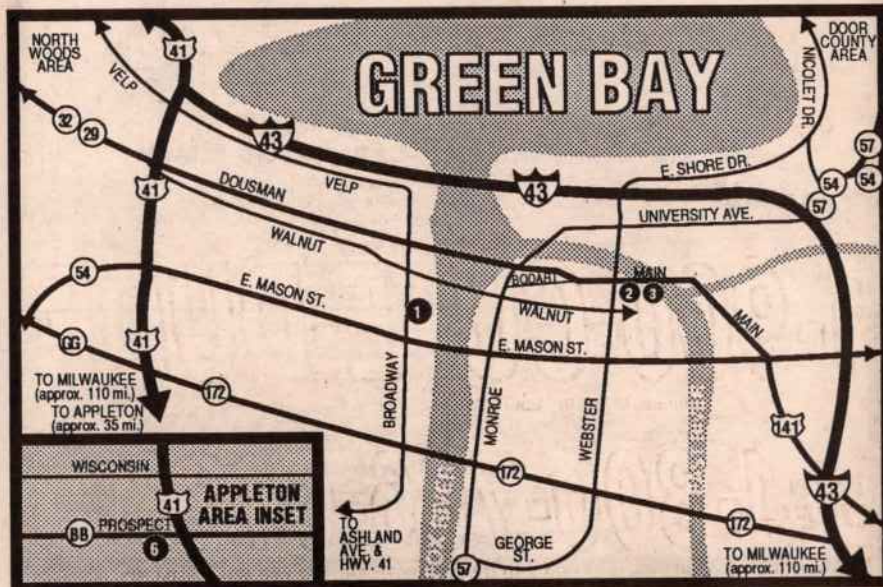 NORTH
WOODS
AREA
41
GREEN BAY
DOOR
COUNTY
AREA
VELP
NICOLET DR.
32
29
43
57
E. SHORE DR.
54
54
41
VELP
43
57
DOUSMAN
UNIVERSITY AVE.
WALNUT
54
BODART
MAIN
E. MASON ST.
1
2
3
WALNUT
MAIN
GG
41
E. MASON ST.
TO MILWAUKEE
(approx. 110 mi.)
172
TO APPLETON
(approx. 35 mi.)
BROADWAY
MONROE
WEBSTER
141
WISCONSIN
FOX RIVER
EAST RIVER
172
41
APPLETON
AREA INSET
43
BB
PROSPECT
6
172
TO
ASHLAND
AVE. &
HWY. 41
GEORGE
ST.
57
TO MILWAUKEE
(approx. 110 mi.)